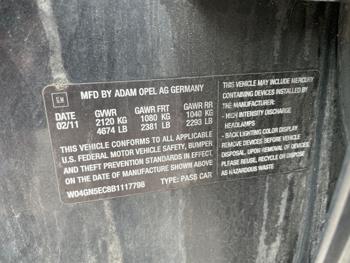 GM
MFD BY ADAM OPEL AG GERMANY
DATE GVWR GAWR FRT GAWR RR
02/11 2120 KG 1080 KG 1040 KG
4674 LB 2381 LB 2293 LB
THIS VEHICLE CONFORMS TO ALL APPLICABLE
U.S. FEDERAL MOTOR VEHICLE SAFETY, BUMPER
AND THEFT PREVENTION STANDARDS IN EFFECT
ON THE DATE OF MANUFACTURE SHOWN ABOVE.
W04GN5EC8B1117798 TYPE: PASS CAR
THIS VEHICLE MAY INCLUDE MERCURY
CONTAINING DEVICES IF INSTALLED BY
- HIGH INTENSITY DISCHARGE
HEADLAMPS
- BACK LIGHTING COLOR DISPLAYS
REMOVE DEVICES BEFORE VEHICLE
DISPOSAL. UPON REMOVAL OF DEVICES
PLEASE REUSE, RECYCLE OR DISPOSE
AS HAZARDOUS WASTE